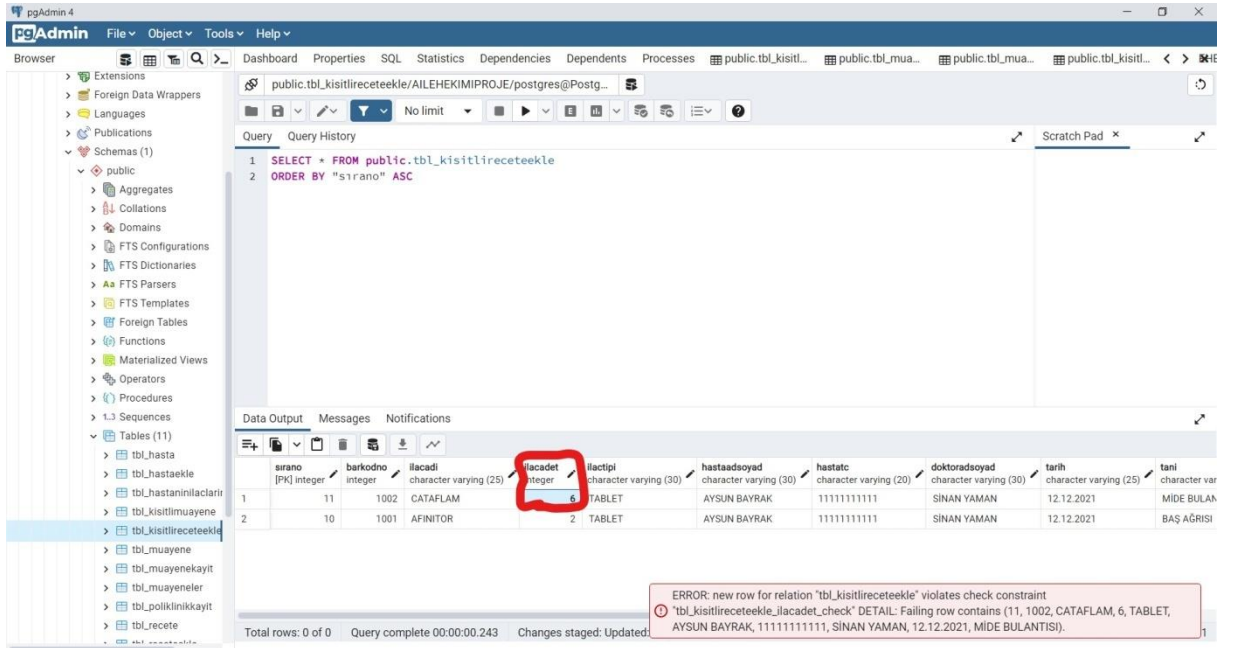 pgAdmin 4
pgAdmin File Object Tools Help
Browser Dashboard Properties SQL Statistics Dependencies Dependents Processes public.tbl_kisitl... public.tbl_mua... public.tbl_mua... public.tbl_kisitl...
Extensions
Foreign Data Wrappers
Languages
Publications
Schemas (1)
public
Aggregates
Collations
Domains
FTS Configurations
FTS Dictionaries
Aa FTS Parsers
FTS Templates
Foreign Tables
Functions
Materialized Views
Operators
Procedures
1..3 Sequences
Tables (11)
tbl_hasta
tbl_hastaekle
tbl_hastaninilaclarir
tbl_kisitlimuayene
tbl_kisitlireceteekle
tbl_muayene
tbl_muayenekayit
tbl_muayeneler
tbl_poliklinikkayit
tbl_recete
public.tbl_kisitlireceteekle/AILEHEKIMIPROJE/postgres@Postg...
No limit
Query Query History Scratch Pad
1 SELECT * FROM public.tbl_kisitlireceteekle
2 ORDER BY "sırano" ASC
Data Output Messages Notifications
sırano barkodno ilacadi ilacadet ilactipi hastaadsoyad hastatc doktoradsoyad tarih tani
[PK] integer integer character varying (25) integer character varying (30) character varying (30) character varying (20) character varying (30) character varying (25) character var
1 11 1002 CATAFLAM 6 TABLET AYSUN BAYRAK 11111111111 SİNAN YAMAN 12.12.2021 MİDE BULAN
2 10 1001 AFINITOR 2 TABLET AYSUN BAYRAK 11111111111 SİNAN YAMAN 12.12.2021 BAŞ AĞRISI
ERROR: new row for relation "tbl_kisitlireceteekle" violates check constraint
"tbl_kisitlireceteekle_ilacadet_check" DETAIL: Failing row contains (11, 1002, CATAFLAM, 6, TABLET,
AYSUN BAYRAK, 11111111111, SİNAN YAMAN, 12.12.2021, MİDE BULANTISI).
Total rows: 0 of 0 Query complete 00:00:00.243 Changes staged: Updated: